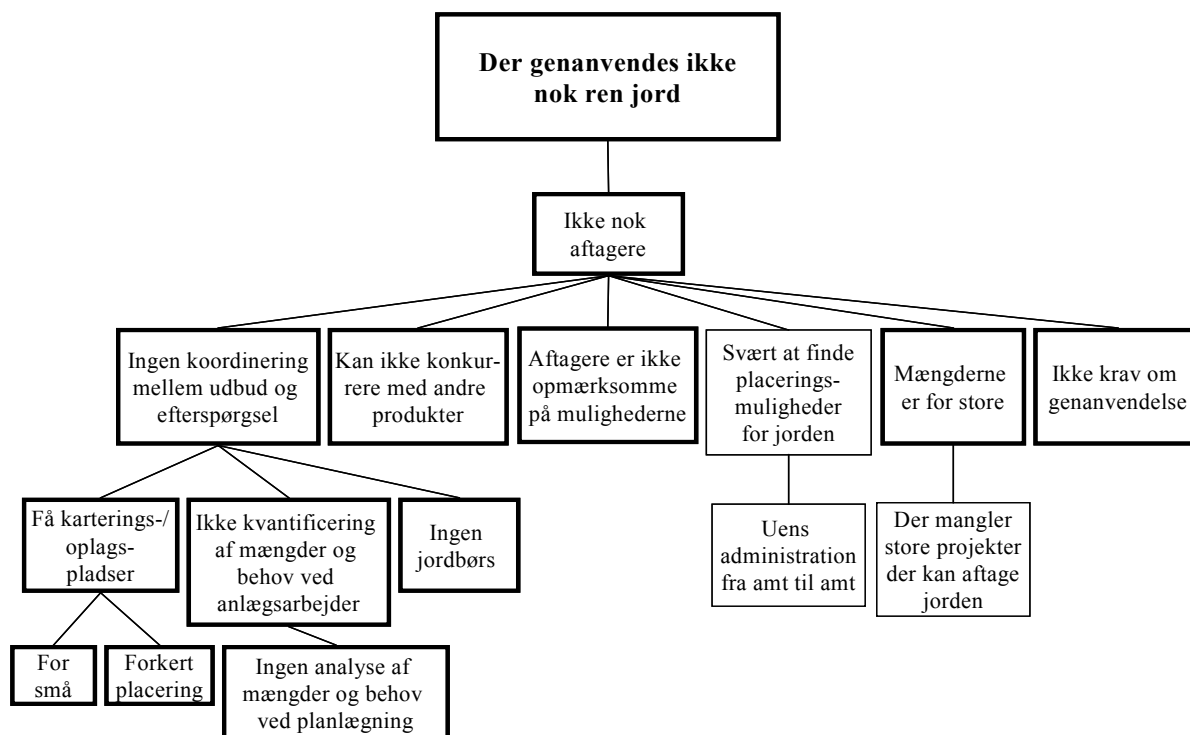 Der genanvendes ikke
nok ren jord
Ikke nok
aftagere
Ingen koordinering
mellem udbud og
efterspørgsel
Kan ikke konkur-
rere med andre
produkter
Aftagere er ikke
opmærksomme
på mulighederne
Svært at finde
placerings-
muligheder
for jorden
Mængderne
er for store
Ikke krav om
genanvendelse
Få karterings-/
oplags-
pladser
Ikke kvantificering
af mængder og
behov ved
anlægsarbejder
Ingen
jordbørs
Uens
administration
fra amt til amt
Der mangler
store projekter
der kan aftage
jorden
For
små
Forkert
placering
Ingen analyse af
mængder og behov
ved planlægning